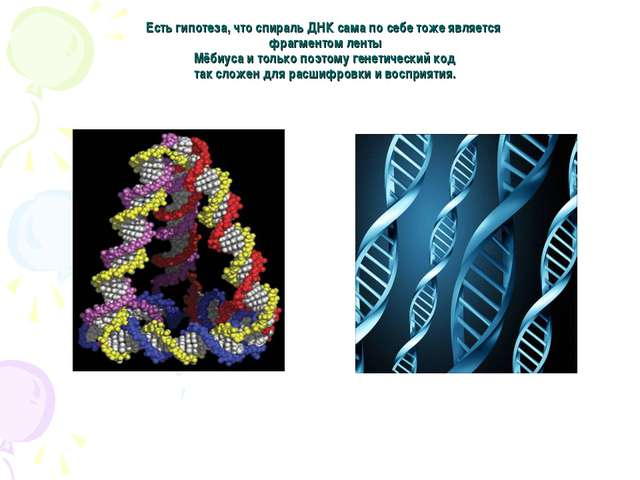 Есть гипотеза, что спираль ДНК сама по себе тоже является
фрагментом ленты
Мёбиуса и только поэтому генетический код
так сложен для расшифровки и восприятия.